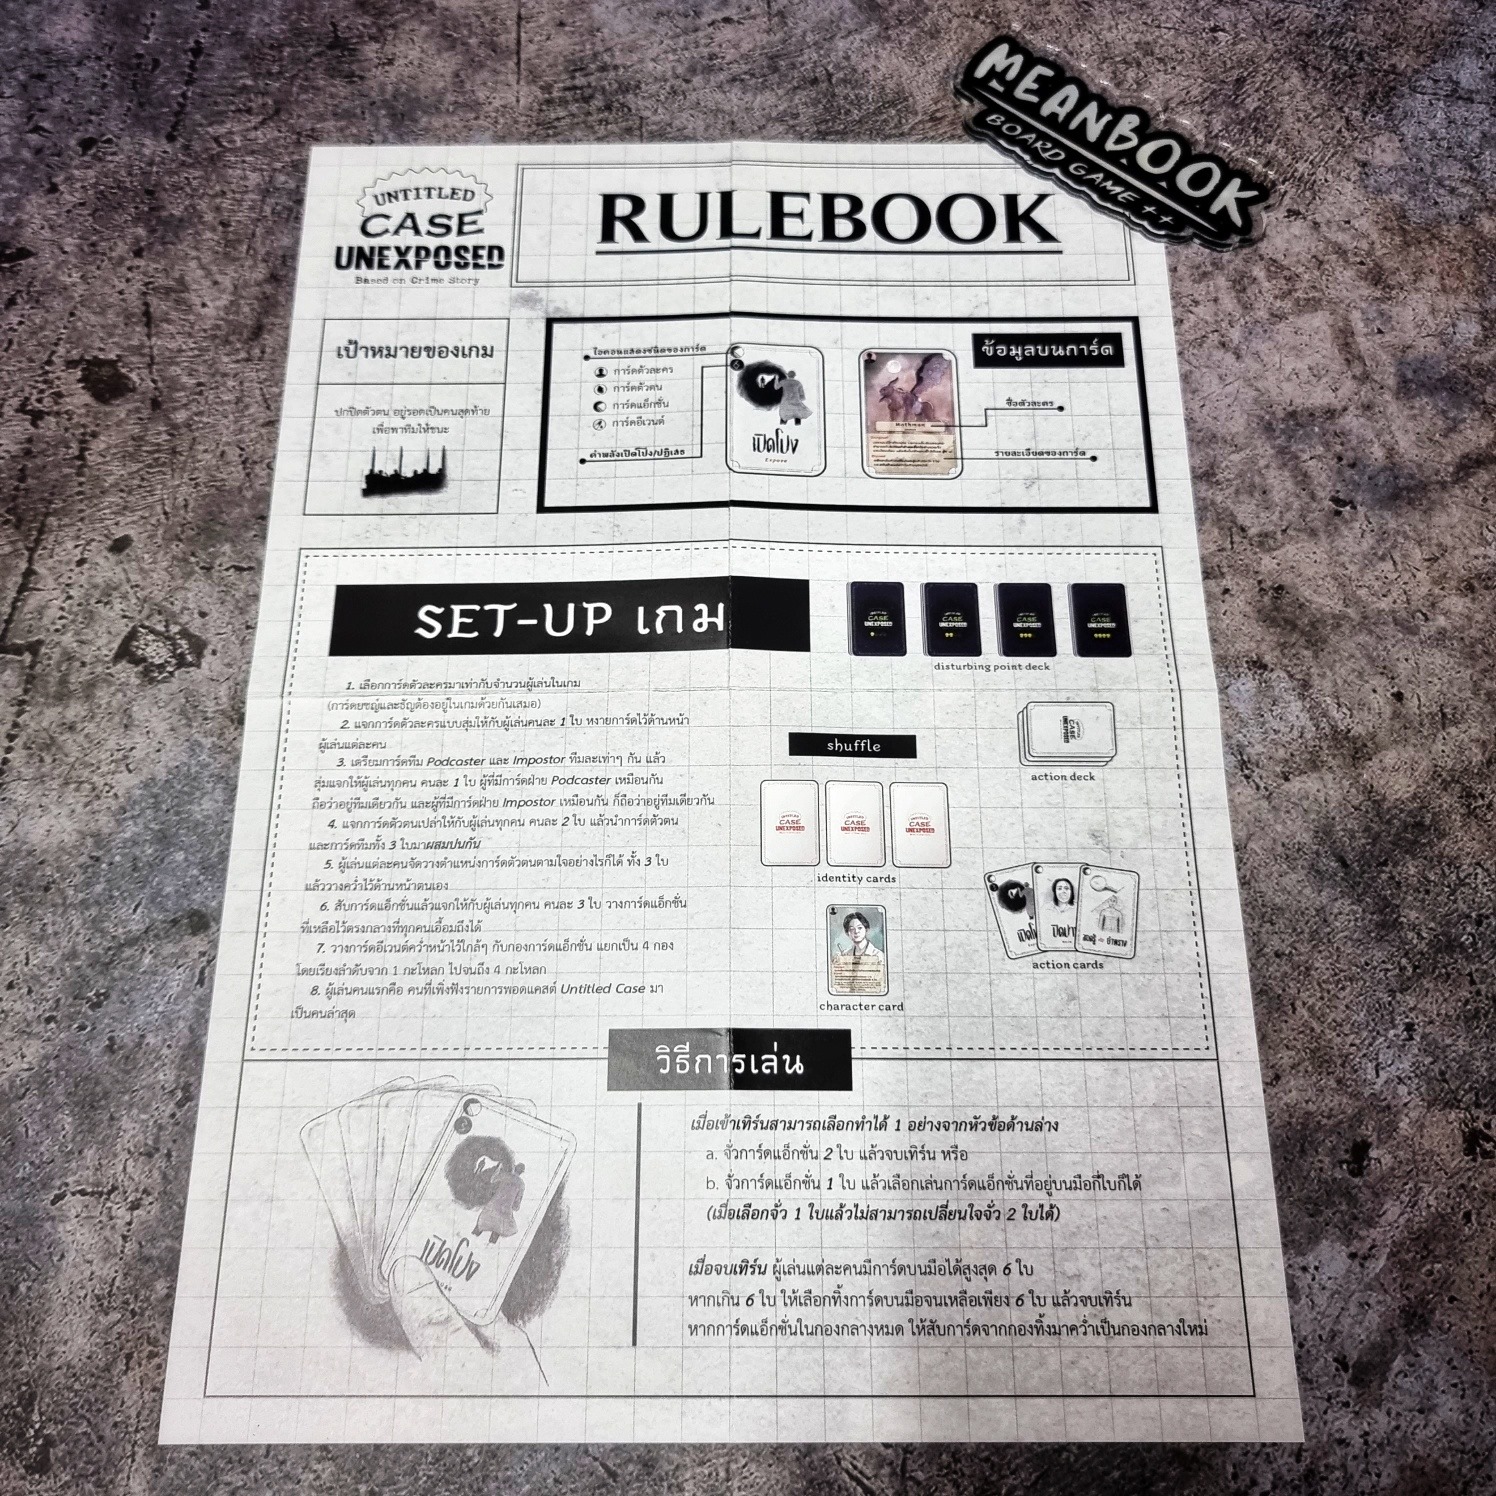 MEANBOOK
BOARD GAME ++
UNTITLED
CASE
UNEXPOSED
Based on Crime Story
RULEBOOK
เป้าหมายของเกม
ปกปิดตัวตน อยู่รอดเป็นคนสุดท้าย
เพื่อพาทีมให้ชนะ
ข้อมูลบนการ์ด
ไอคอนแสดงชนิดของการ์ด
การ์ดตัวละคร
การ์ดตัวตน
การ์ดแอ็กชั่น
การ์ดอีเวนต์
ค่าพลังเปิดโปง/ปฏิเสธ
เปิดโปง
Expose
ชื่อตัวละคร
รายละเอียดของการ์ด
SET-UP เกม
1. เลือกการ์ดตัวละครมาเท่ากับจำนวนผู้เล่นในเกม
(การ์ดยชญ์และธัญต้องอยู่ในเกมด้วยกันเสมอ)
2. แจกการ์ดตัวละครแบบสุ่มให้กับผู้เล่นคนละ 1 ใบ หงายการ์ดไว้ด้านหน้า
ผู้เล่นแต่ละคน
3. เตรียมการ์ดทีม Podcaster และ Impostor ทีมละเท่าๆ กัน แล้ว
สุ่มแจกให้ผู้เล่นทุกคน คนละ 1 ใบ ผู้ที่มีการ์ดฝ่าย Podcaster เหมือนกัน
ถือว่าอยู่ทีมเดียวกัน และผู้ที่มีการ์ดฝ่าย Impostor เหมือนกัน ก็ถือว่าอยู่ทีมเดียวกัน
4. แจกการ์ดตัวตนเปล่าให้กับผู้เล่นทุกคน คนละ 2 ใบ แล้วนำการ์ดตัวตน
และการ์ดทีมทั้ง 3 ใบมาผสมปนกัน
5. ผู้เล่นแต่ละคนจัดวางตำแหน่งการ์ดตัวตนตามใจอย่างไรก็ได้ ทั้ง 3 ใบ
แล้ววางคว่ำไว้ด้านหน้าตนเอง
6. สับการ์ดแอ็กชั่นแล้วแจกให้กับผู้เล่นทุกคน คนละ 3 ใบ วางการ์ดแอ็กชั่น
ที่เหลือไว้ตรงกลางที่ทุกคนเอื้อมถึงได้
7. วางการ์ดอีเวนต์คว่ำหน้าไว้ใกล้ๆ กับกองการ์ดแอ็กชั่น แยกเป็น 4 กอง
โดยเรียงลำดับจาก 1 กะโหลก ไปจนถึง 4 กะโหลก
8. ผู้เล่นคนแรกคือ คนที่เพิ่งฟังรายการพอดแคสต์ Untitled Case มา
เป็นคนล่าสุด
CASE
UNEXPOSED
CASE
UNEXPOSED
CASE
UNEXPOSED
CASE
UNEXPOSED
disturbing point deck
shuffle
CASE
UNEXPOSED
action deck
CASE
UNEXPOSED
CASE
UNEXPOSED
CASE
UNEXPOSED
identity cards
character card
action cards
วิธีการเล่น
เปิดโปง
เมื่อเข้าเทิร์นสามารถเลือกทำได้ 1 อย่างจากหัวข้อด้านล่าง
a. จั่วการ์ดแอ็กชั่น 2 ใบ แล้วจบเทิร์น หรือ
b. จั่วการ์ดแอ็กชั่น 1 ใบ แล้วเลือกเล่นการ์ดแอ็กชั่นที่อยู่บนมือกี่ใบก็ได้
(เมื่อเลือกจั่ว 1 ใบแล้วไม่สามารถเปลี่ยนใจจั่ว 2 ใบได้)
เมื่อจบเทิร์น ผู้เล่นแต่ละคนมีการ์ดบนมือได้สูงสุด 6 ใบ
หากเกิน 6 ใบ ให้เลือกทิ้งการ์ดบนมือจนเหลือเพียง 6 ใบ แล้วจบเทิร์น
หากการ์ดแอ็กชั่นในกองกลางหมด ให้สับการ์ดจากกองทิ้งมาคว่ำเป็นกองกลางใหม่